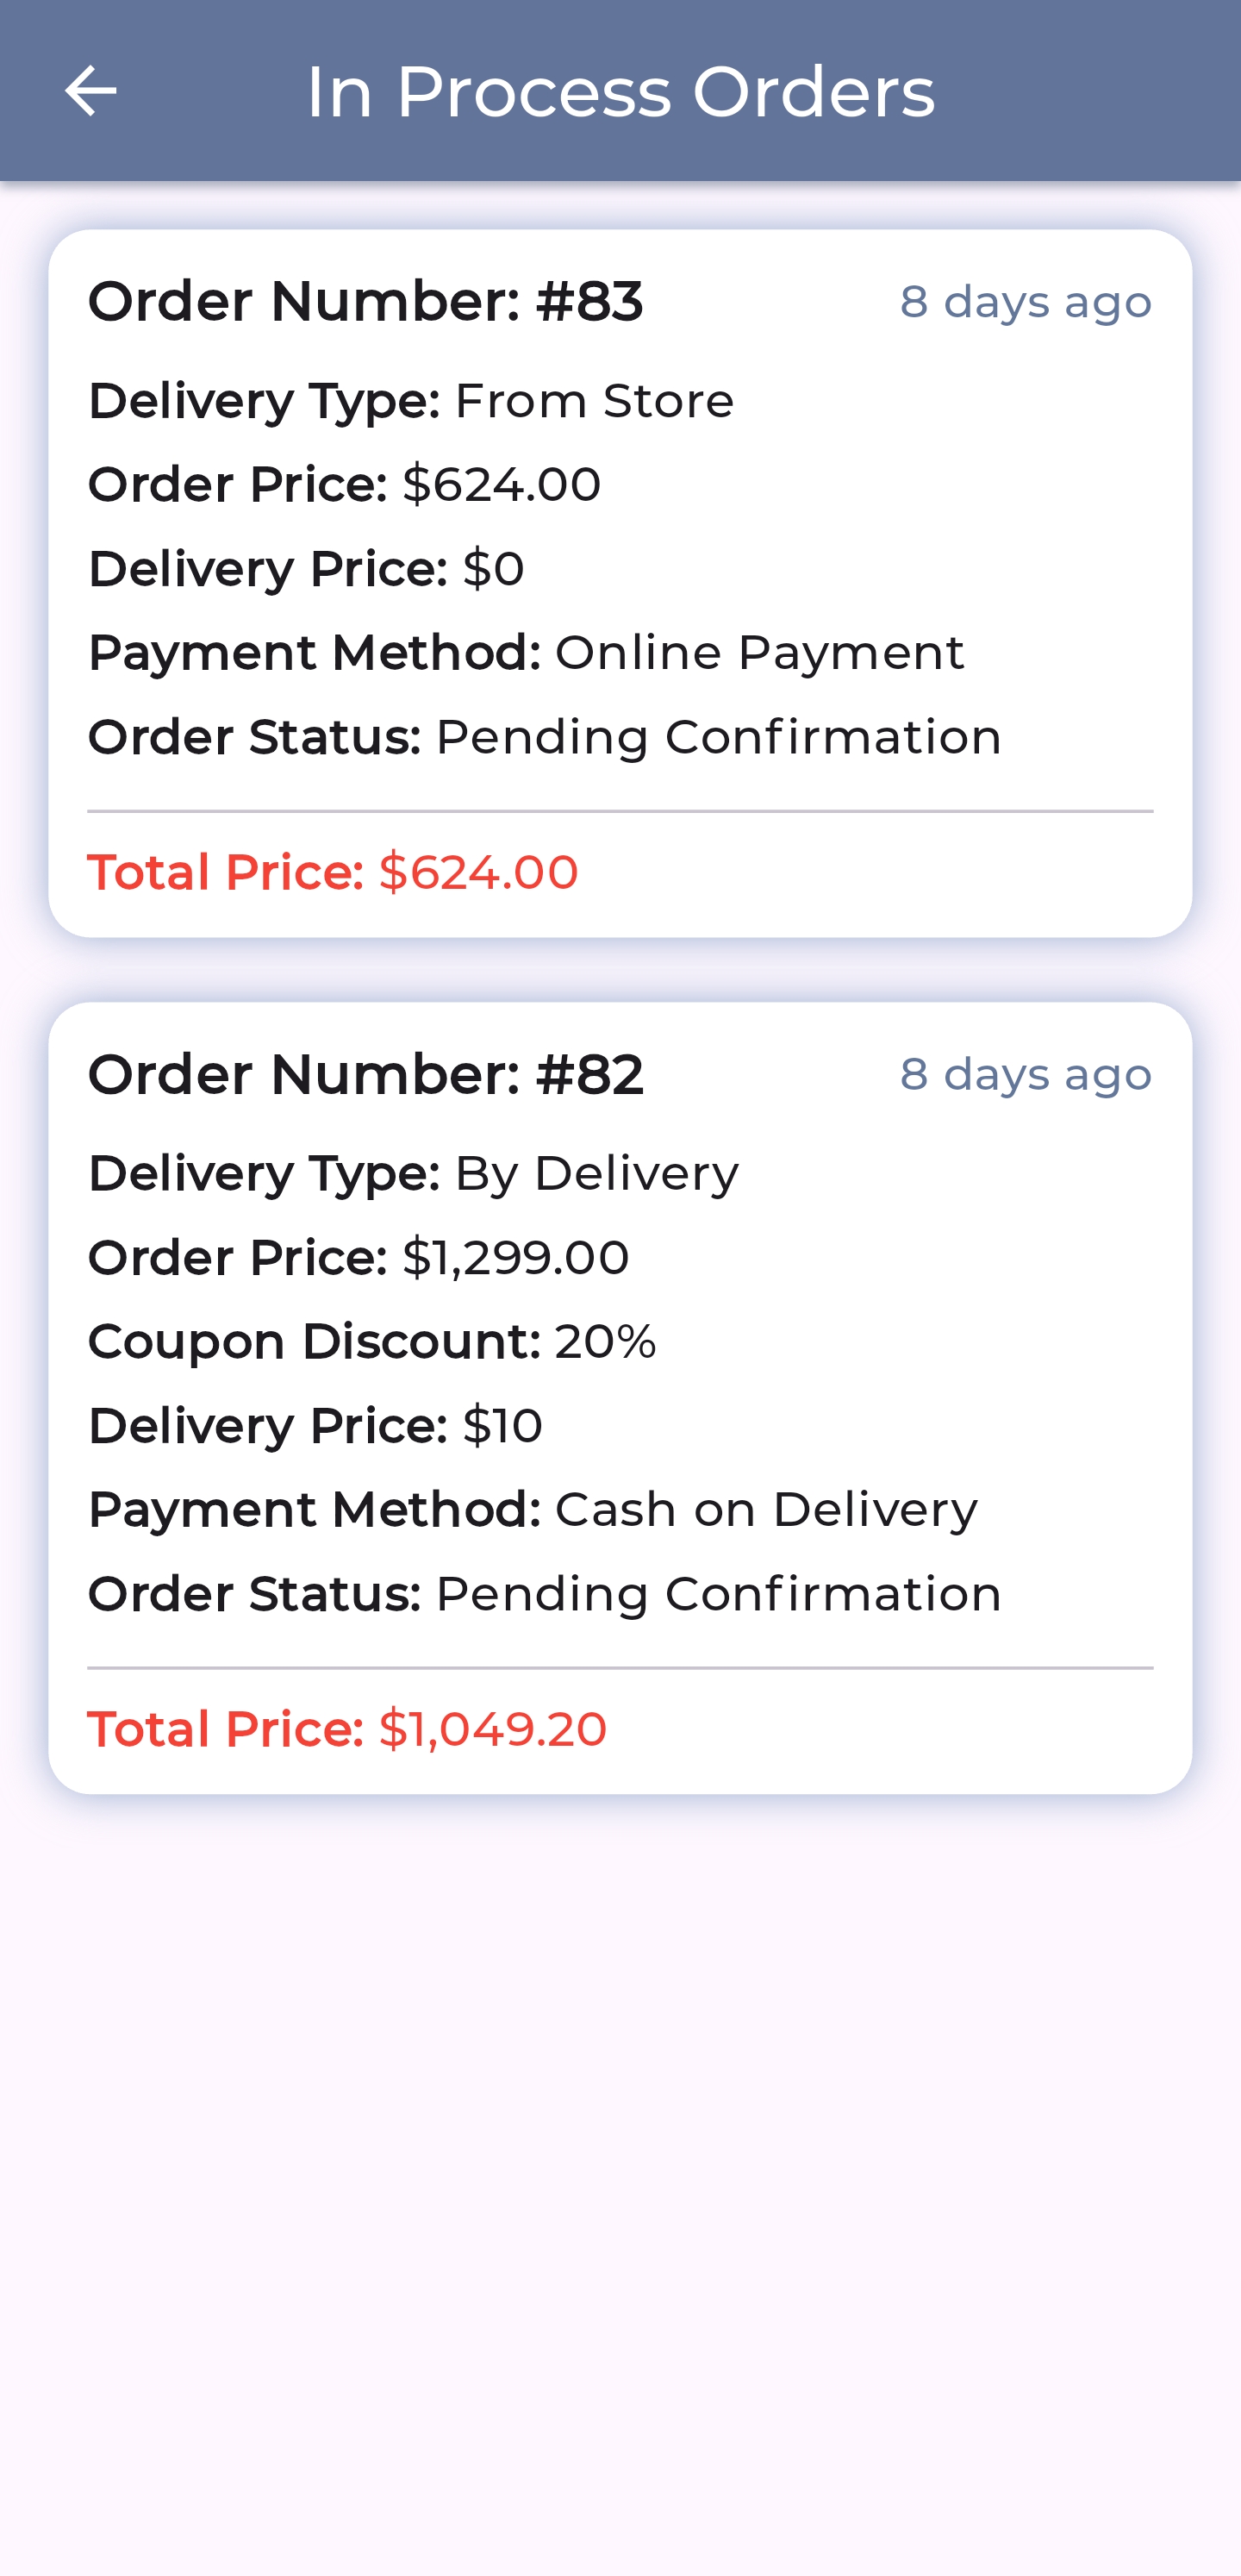 In Process Orders
Order Number: #83
8 days ago
Delivery Type: From Store
Order Price: $624.00
Delivery Price: $0
Payment Method: Online Payment
Order Status: Pending Confirmation
Total Price: $624.00
Order Number: #82
8 days ago
Delivery Type: By Delivery
Order Price: $1,299.00
Coupon Discount: 20%
Delivery Price: $10
Payment Method: Cash on Delivery
Order Status: Pending Confirmation
Total Price: $1,049.20